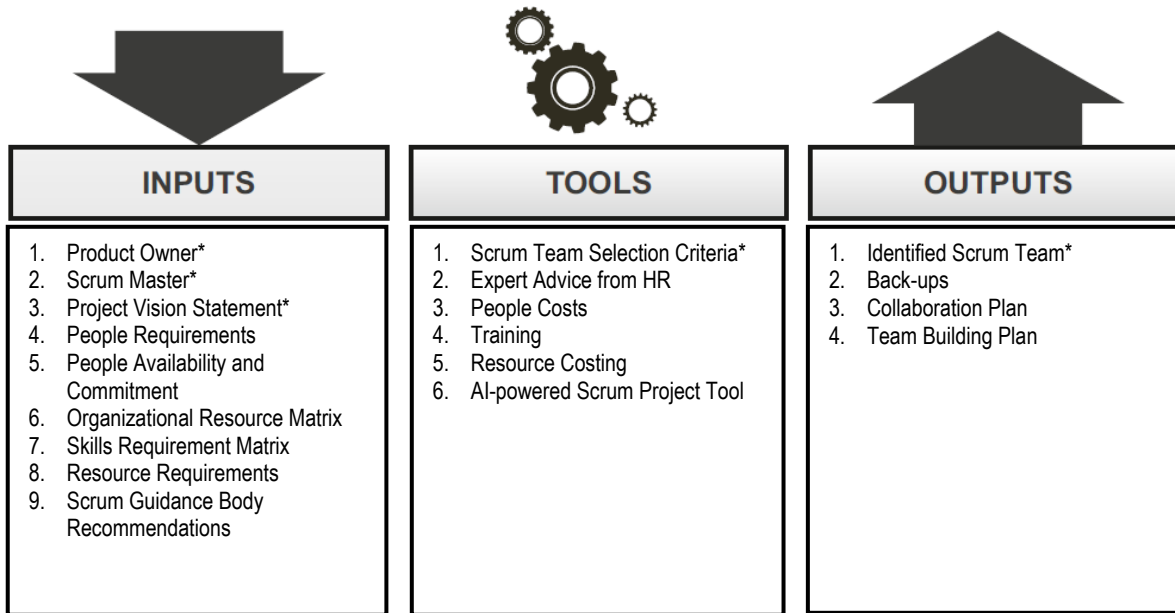 INPUTS
1. Product Owner*
2. Scrum Master*
3. Project Vision Statement*
4. People Requirements
5. People Availability and
Commitment
6. Organizational Resource Matrix
7. Skills Requirement Matrix
8. Resource Requirements
9. Scrum Guidance Body
Recommendations
TOOLS
1. Scrum Team Selection Criteria*
2. Expert Advice from HR
3. People Costs
4. Training
5. Resource Costing
6. AI-powered Scrum Project Tool
OUTPUTS
1. Identified Scrum Team*
2. Back-ups
3. Collaboration Plan
4. Team Building Plan